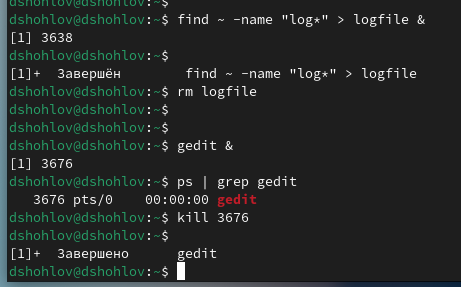 dshohlov@dshohlov:~$
dshohlov@dshohlov:~$ find ~ -name "log*" > logfile &
[1] 3638
dshohlov@dshohlov:~$
[1]+  Завершён        find ~ -name "log*" > logfile
dshohlov@dshohlov:~$ rm logfile
dshohlov@dshohlov:~$
dshohlov@dshohlov:~$
dshohlov@dshohlov:~$ gedit &
[1] 3676
dshohlov@dshohlov:~$ ps | grep gedit
   3676 pts/0    00:00:00 gedit
dshohlov@dshohlov:~$ kill 3676
dshohlov@dshohlov:~$
[1]+  Завершено      gedit
dshohlov@dshohlov:~$